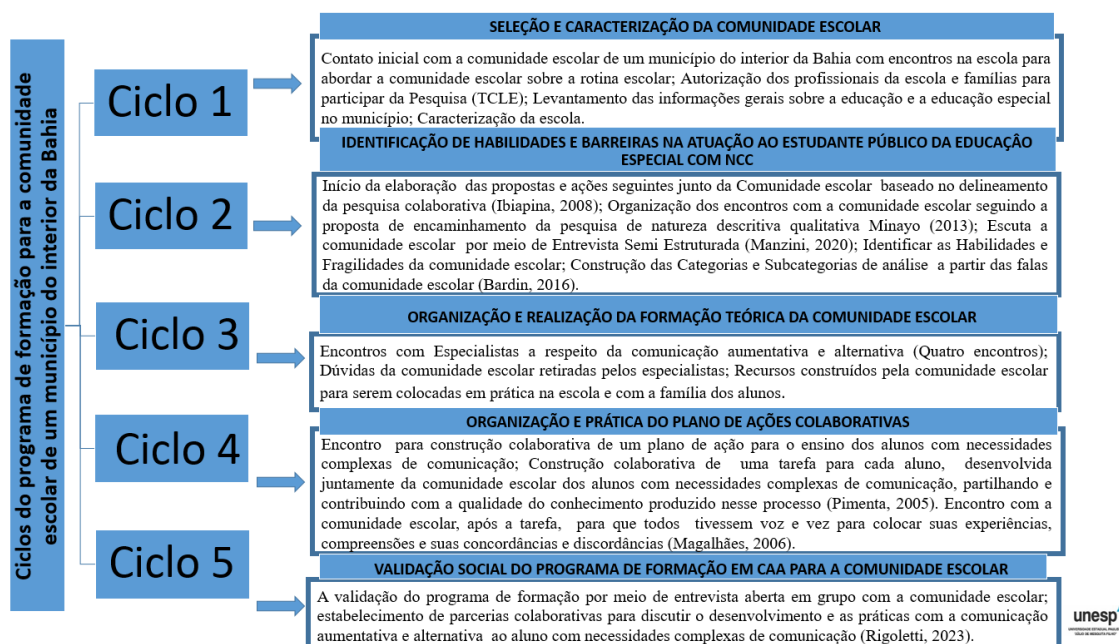 Ciclos do programa de formação para a comunidade
escolar de um município do interior da Bahia
Ciclo 1
SELEÇÃO E CARACTERIZAÇÃO DA COMUNIDADE ESCOLAR
Contato inicial com a comunidade escolar de um município do interior da Bahia com encontros na escola para
abordar a comunidade escolar sobre a rotina escolar; Autorização dos profissionais da escola e famílias para
participar da Pesquisa (TCLE); Levantamento das informações gerais sobre a educação e a educação especial
no município; Caracterização da escola.
Ciclo 2
IDENTIFICAÇÃO DE HABILIDADES E BARREIRAS NA ATUAÇÃO AO ESTUDANTE PÚBLICO DA EDUCAÇÂO
ESPECIAL COM NCC
Início da elaboração das propostas e ações seguintes junto da Comunidade escolar baseado no delineamento
da pesquisa colaborativa (Ibiapina, 2008); Organização dos encontros com a comunidade escolar seguindo a
proposta de encaminhamento da pesquisa de natureza descritiva qualitativa Minayo (2013); Escuta a
comunidade escolar por meio de Entrevista Semi Estruturada (Manzini, 2020); Identificar as Habilidades e
Fragilidades da comunidade escolar; Construção das Categorias e Subcategorias de análise a partir das falas
da comunidade escolar (Bardin, 2016).
Ciclo 3
ORGANIZAÇÃO E REALIZAÇÃO DA FORMAÇÃO TEÓRICA DA COMUNIDADE ESCOLAR
Encontros com Especialistas a respeito da comunicação aumentativa e alternativa (Quatro encontros);
Dúvidas da comunidade escolar retiradas pelos especialistas; Recursos construídos pela comunidade escolar
para serem colocadas em prática na escola e com a família dos alunos.
Ciclo 4
ORGANIZAÇÃO E PRÁTICA DO PLANO DE AÇÕES COLABORATIVAS
Encontro para construção colaborativa de um plano de ação para o ensino dos alunos com necessidades
complexas de comunicação; Construção colaborativa de uma tarefa para cada aluno, desenvolvida
juntamente da comunidade escolar dos alunos com necessidades complexas de comunicação, partilhando e
contribuindo com a qualidade do conhecimento produzido nesse processo (Pimenta, 2005). Encontro com a
comunidade escolar, após a tarefa, para que todos tivessem voz e vez para colocar suas experiências,
compreensões e suas concordâncias e discordâncias (Magalhães, 2006).
Ciclo 5
VALIDAÇÃO SOCIAL DO PROGRAMA DE FORMAÇÃO EM CAA PARA A COMUNIDADE ESCOLAR
A validação do programa de formação por meio de entrevista aberta em grupo com a comunidade escolar;
estabelecimento de parcerias colaborativas para discutir o desenvolvimento e as práticas com a comunicação
aumentativa e alternativa ao aluno com necessidades complexas de comunicação (Rigoletti, 2023).
unesp